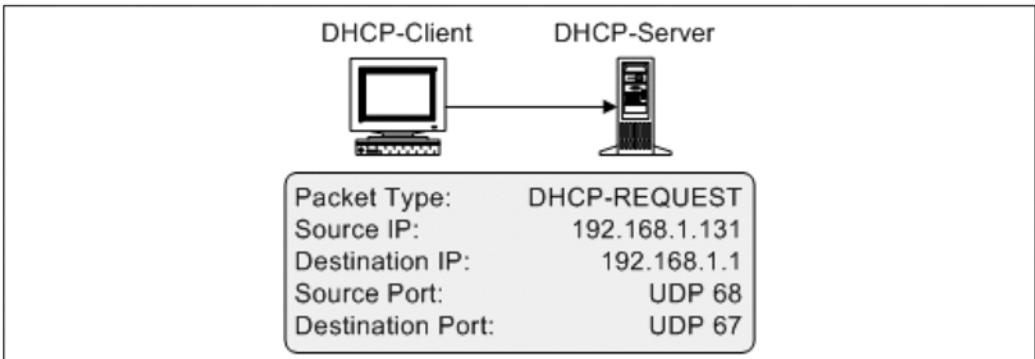 DHCP-Client DHCP-Server
Packet Type: DHCP-REQUEST
Source IP: 192.168.1.131
Destination IP: 192.168.1.1
Source Port: UDP 68
Destination Port: UDP 67